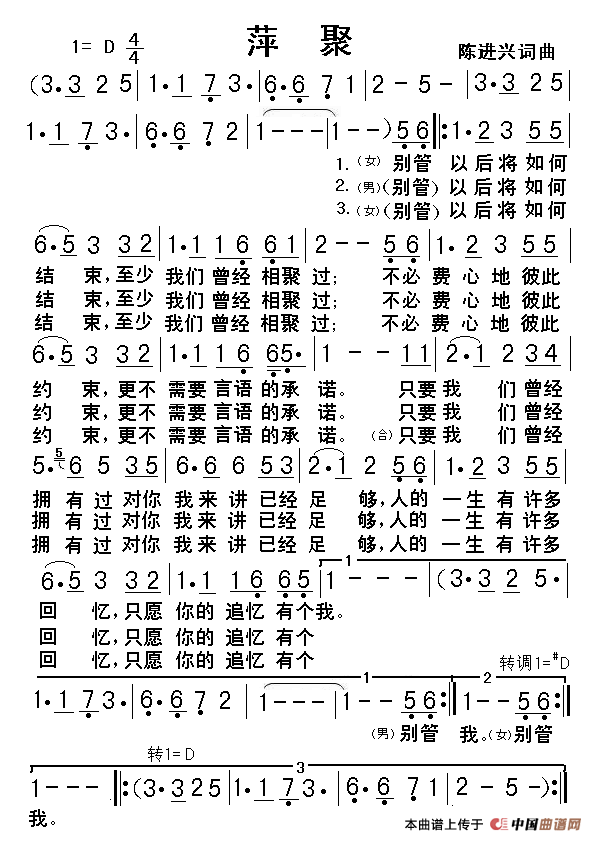 1= D 4/4 萍 聚 陈进兴词曲
(3·3 2 5 | 1·1 7 3· | 6·6 7 1 | 2 - 5 - | 3·3 2 5 |
1·1 7 3· | 6·6 7 2 | 1 - - - | 1 - -) 5 6 ‖: 1·2 3 5 5 |
1.(女) 别管 以后将如何
2.(男)(别管) 以后将如何
3.(女)(别管) 以后将如何
6·5 3 3 2 | 1·1 1 6 6 1 | 2 - - 5 6 | 1·2 3 5 5 |
结 束,至少 我们曾经相聚 过; 不必 费心地彼此
结 束,至少 我们曾经相聚 过; 不必 费心地彼此
结 束,至少 我们曾经相聚 过; 不必 费心地彼此
6·5 3 3 2 | 1·1 1 6 6 5· | 1 - - 1 1 | 2·1 2 3 4 |
约 束,更不 需要言语的承 诺。 只要我 们曾经
约 束,更不 需要言语的承 诺。 只要我 们曾经
约 束,更不 需要言语的承 诺。 (合)只要我 们曾经
5· 6 5 3 5 | 5·6 5 6 5 3 | 2·1 2 5 6 | 1·2 3 5 5 |
拥有过对你 我来讲已经足 够,人的 一生有许多
拥有过对你 我来讲已经足 够,人的 一生有许多
拥有过对你 我来讲已经足 够,人的 一生有许多
1
6·5 3 3 2 | 1·1 1 6 6 5 | 1 - - - | (3·3 2 5 ·
回 忆,只愿 你的追忆 有个我。
回 忆,只愿 你的追忆 有个
回 忆,只愿 你的追忆 有个
转调1=#D
1 2
| 1·1 7 3· | 6·6 7 2 | 1 - - - | 1 - - 5 6 :‖ 1 - - 5 6 :‖
(男)别管 我。(女)别管
转1=D
3
1 - - - ‖: (3·3 2 5 | 1·1 7 3· | 6·6 7 1 | 2 - 5 - ) :‖
我。
本曲谱上传于 中国曲谱网